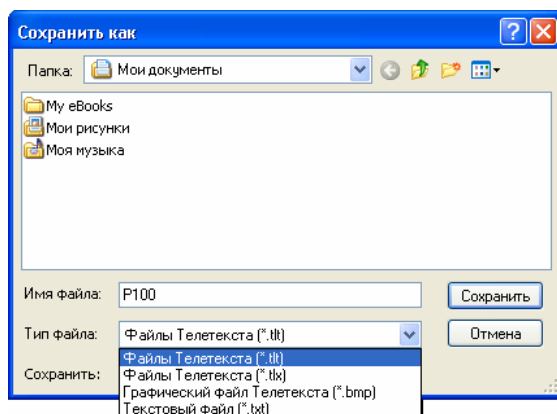 Сохранить как
Папка: Мои документы
My eBooks
Мои рисунки
Моя музыка
Имя файла: P100 Сохранить
Тип файла: Файлы Телетекста (*.tlt) Отмена
Файлы Телетекста (*.tlt)
Сохранить: Файлы Телетекста (*.tlx)
Графический файл Телетекста (*.bmp)
Текстовый файл (*.txt)